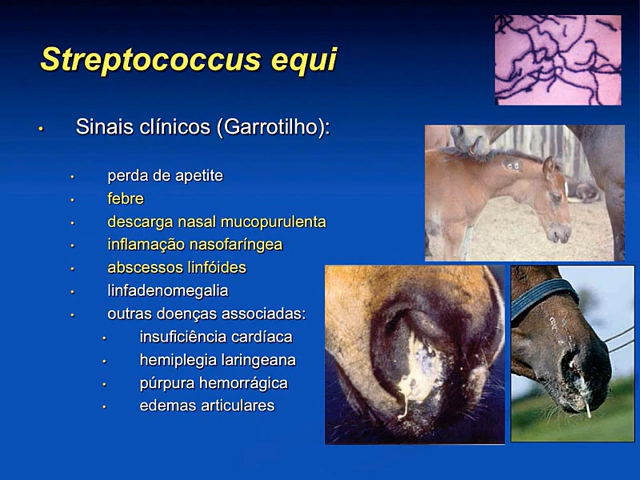 Streptococcus equi
• Sinais clínicos (Garrotilho):
• perda de apetite
• febre
• descarga nasal mucopurulenta
• inflamação nasofaríngea
• abscessos linfóides
• linfadenomegalia
• outras doenças associadas:
• insuficiência cardíaca
• hemiplegia laringeana
• púrpura hemorrágica
• edemas articulares